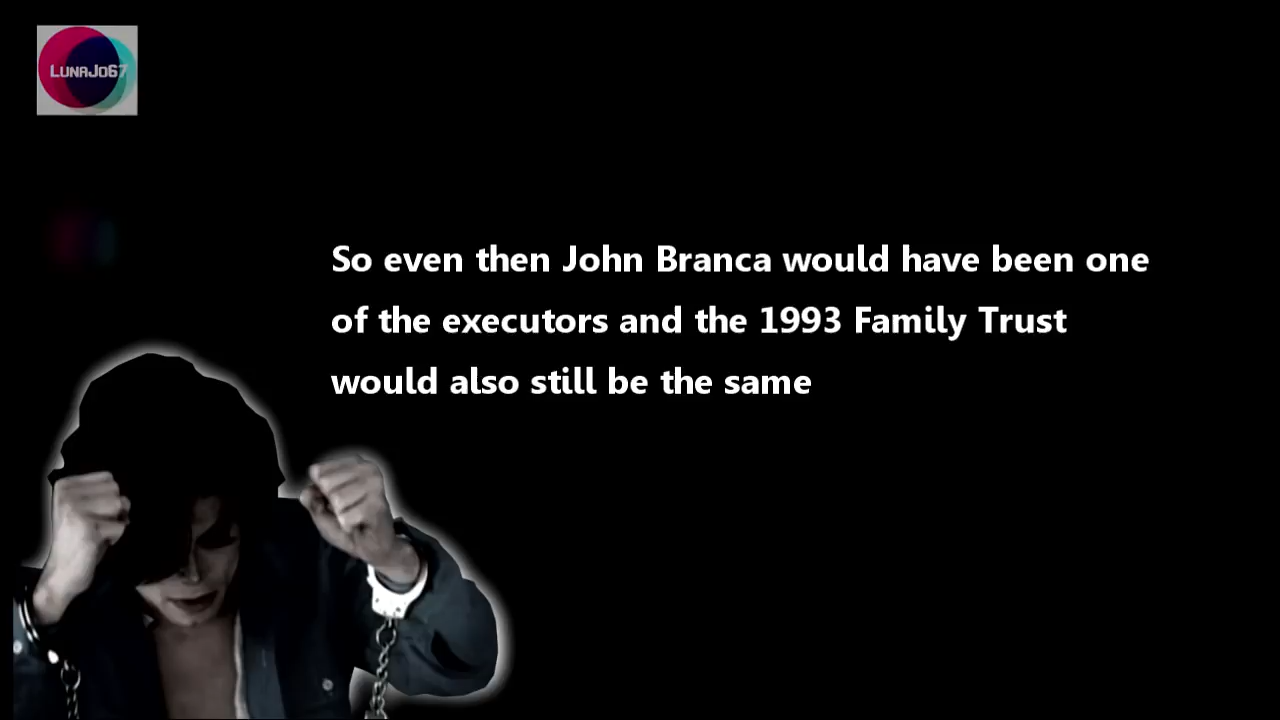 LunaJo67
So even then John Branca would have been one
of the executors and the 1993 Family Trust
would also still be the same